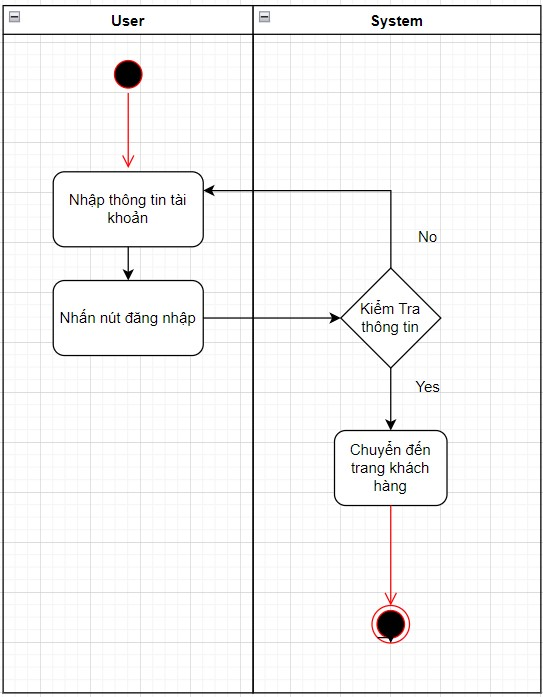 User
System
Nhập thông tin tài
khoản
No
Nhấn nút đăng nhập
Kiểm Tra
thông tin
Yes
Chuyển đến
trang khách
hàng